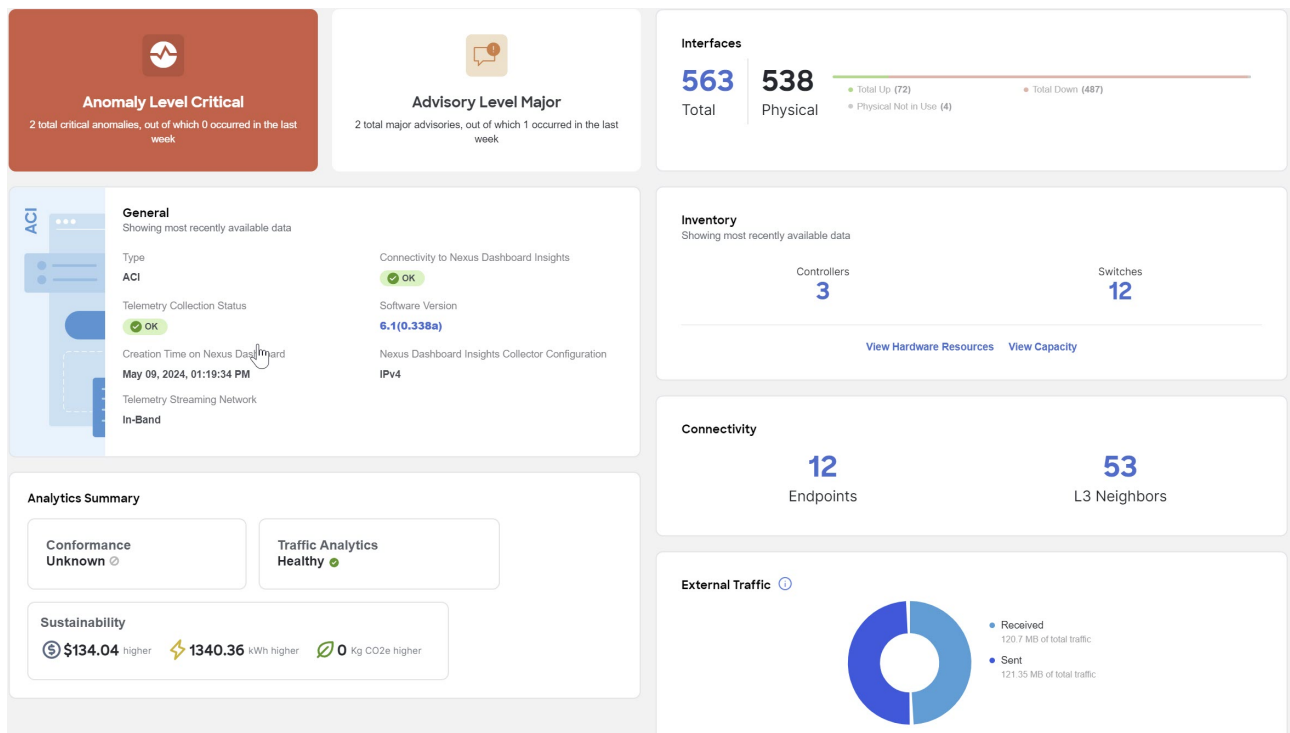 Anomaly Level Critical
2 total critical anomalies, out of which 0 occurred in the last
week
Advisory Level Major
2 total major advisories, out of which 1 occurred in the last
week
ACI
General
Showing most recently available data
Type
ACI
Connectivity to Nexus Dashboard Insights
OK
Telemetry Collection Status
OK
Software Version
6.1(0.338a)
Creation Time on Nexus Dashboard
May 09, 2024, 01:19:34 PM
Nexus Dashboard Insights Collector Configuration
IPv4
Telemetry Streaming Network
In-Band
Analytics Summary
Conformance
Unknown
Traffic Analytics
Healthy
Sustainability
$134.04 higher
1340.36 kWh higher
0 Kg CO2e higher
Interfaces
563
Total
538
Physical
Total Up (72)
Total Down (487)
Physical Not in Use (4)
Inventory
Showing most recently available data
Controllers
3
Switches
12
View Hardware Resources
View Capacity
Connectivity
12
Endpoints
53
L3 Neighbors
External Traffic
Received
120.7 MB of total traffic
Sent
121.35 MB of total traffic